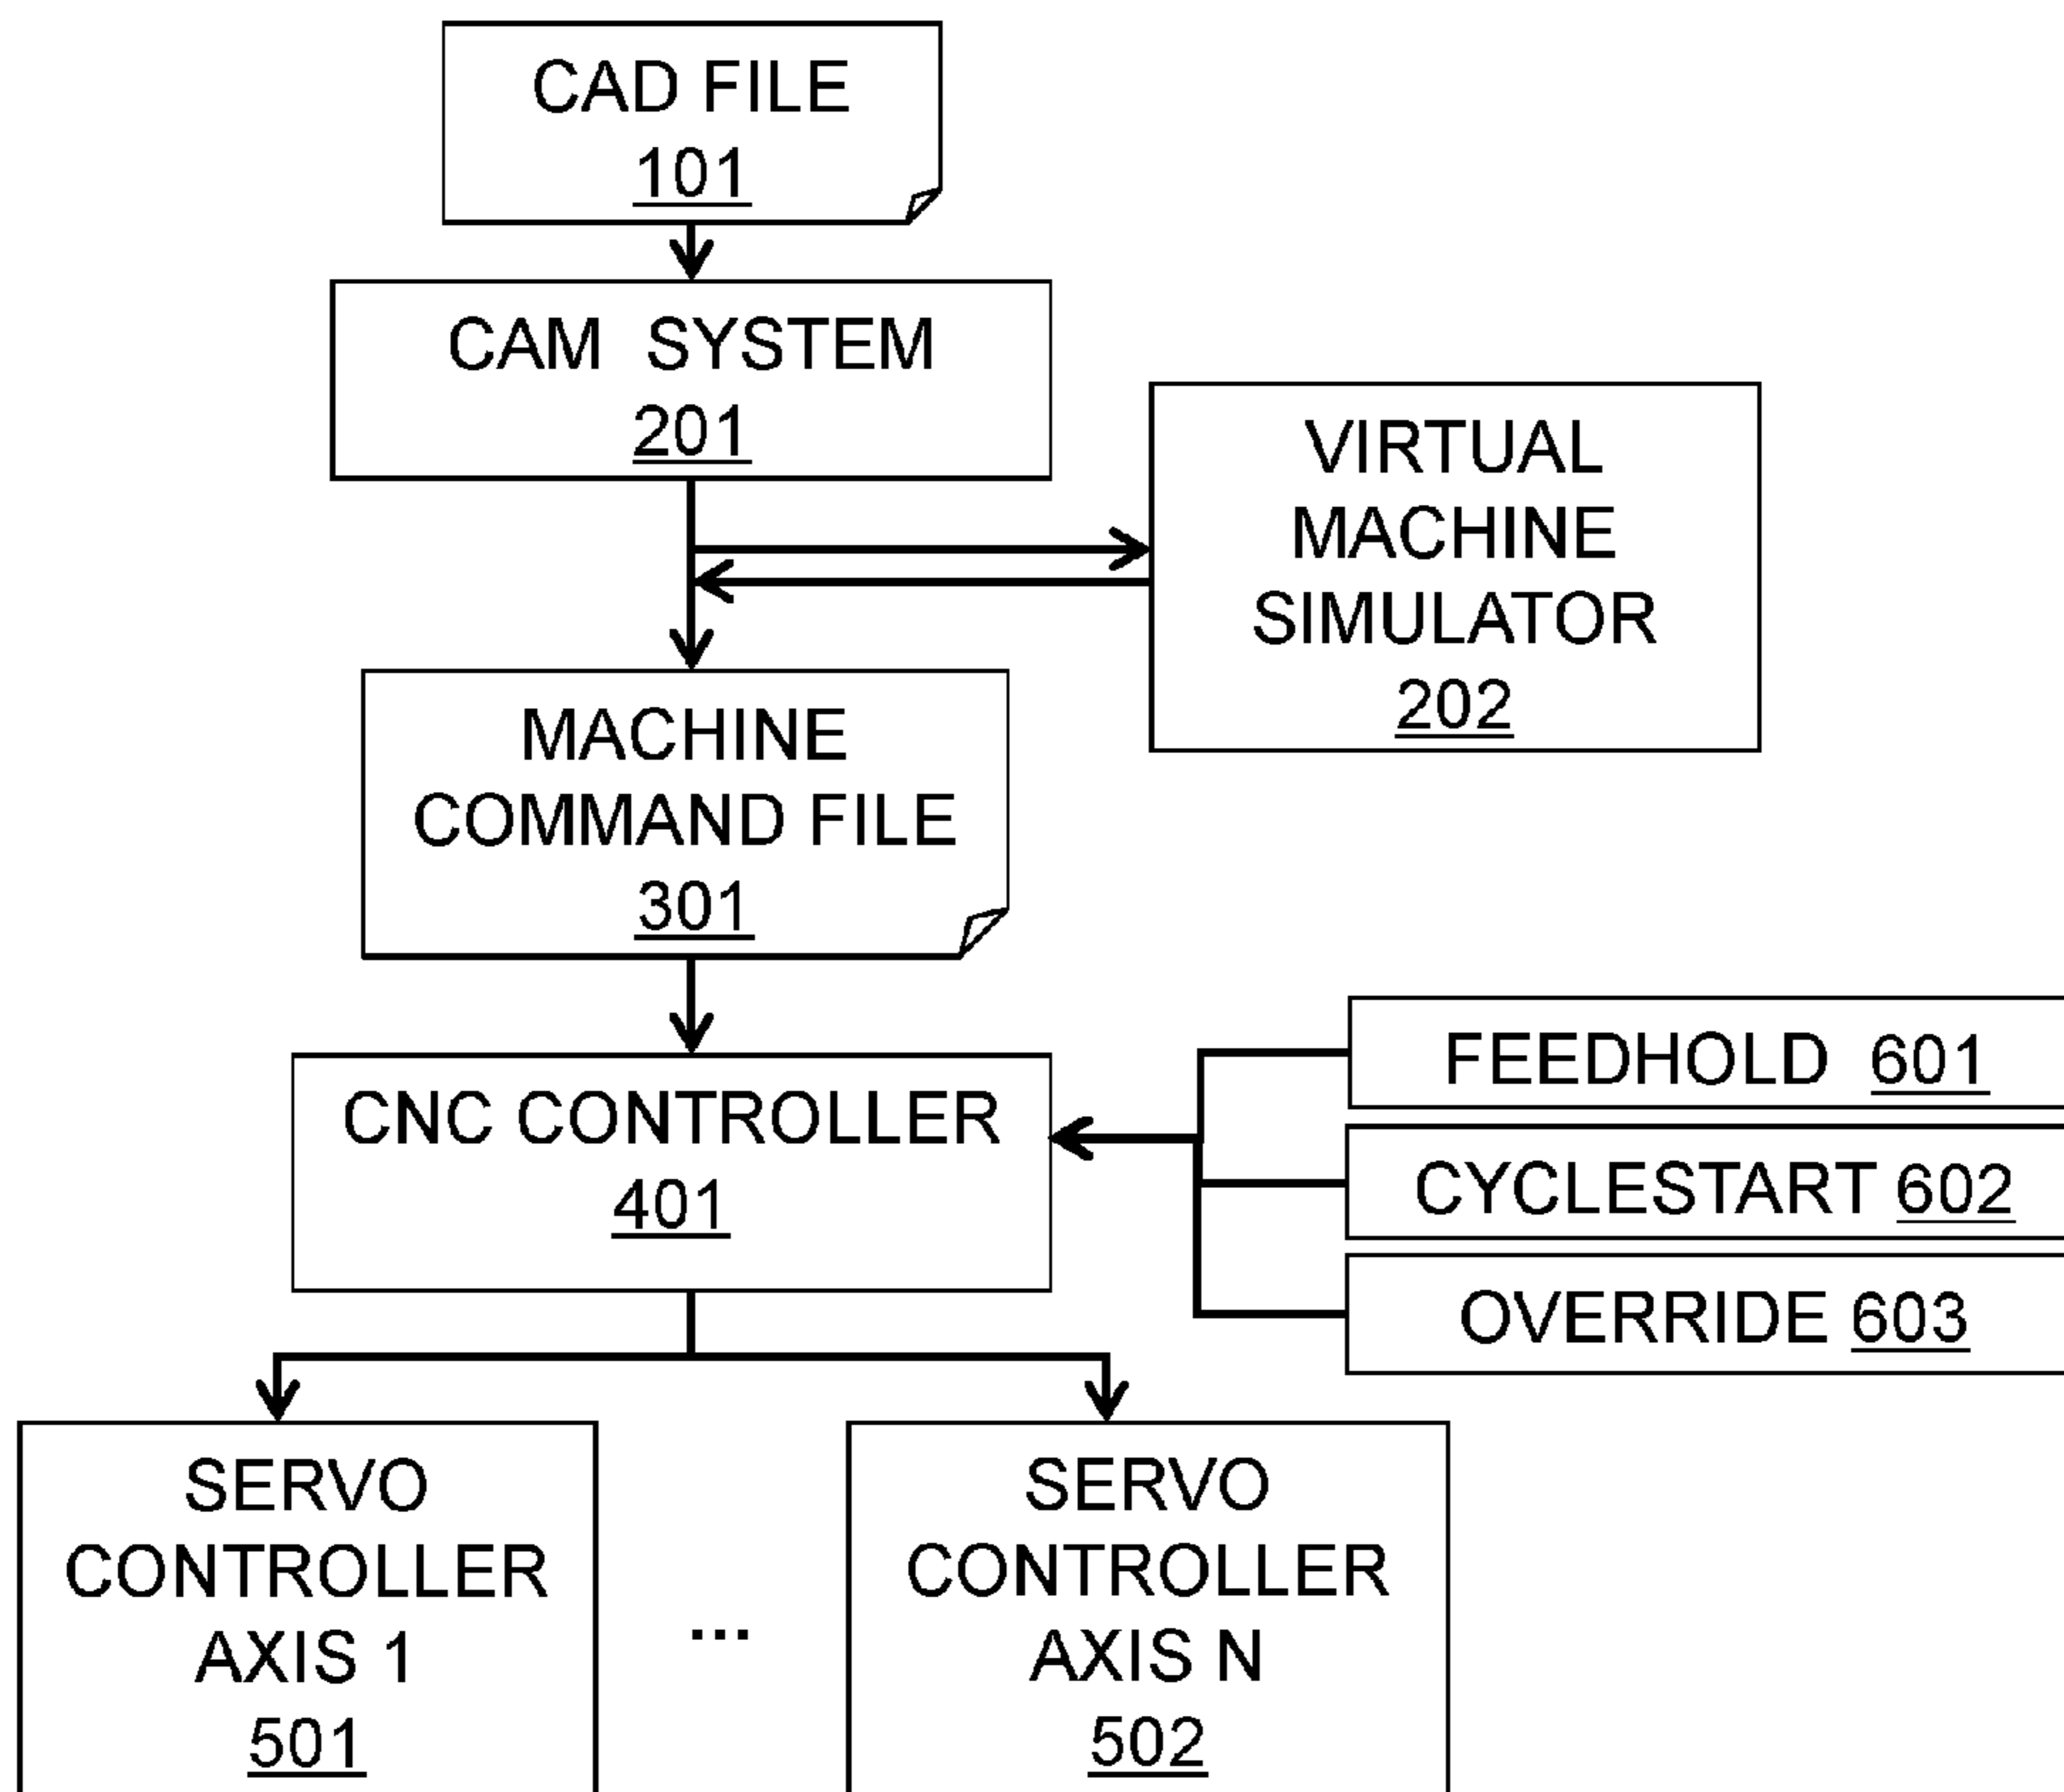 CAD FILE
101
CAM SYSTEM
201
VIRTUAL
MACHINE
SIMULATOR
202
MACHINE
COMMAND FILE
301
CNC CONTROLLER
401
FEEDHOLD 601
CYCLESTART 602
OVERRIDE 603
SERVO
CONTROLLER
AXIS 1
501
...
SERVO
CONTROLLER
AXIS N
502